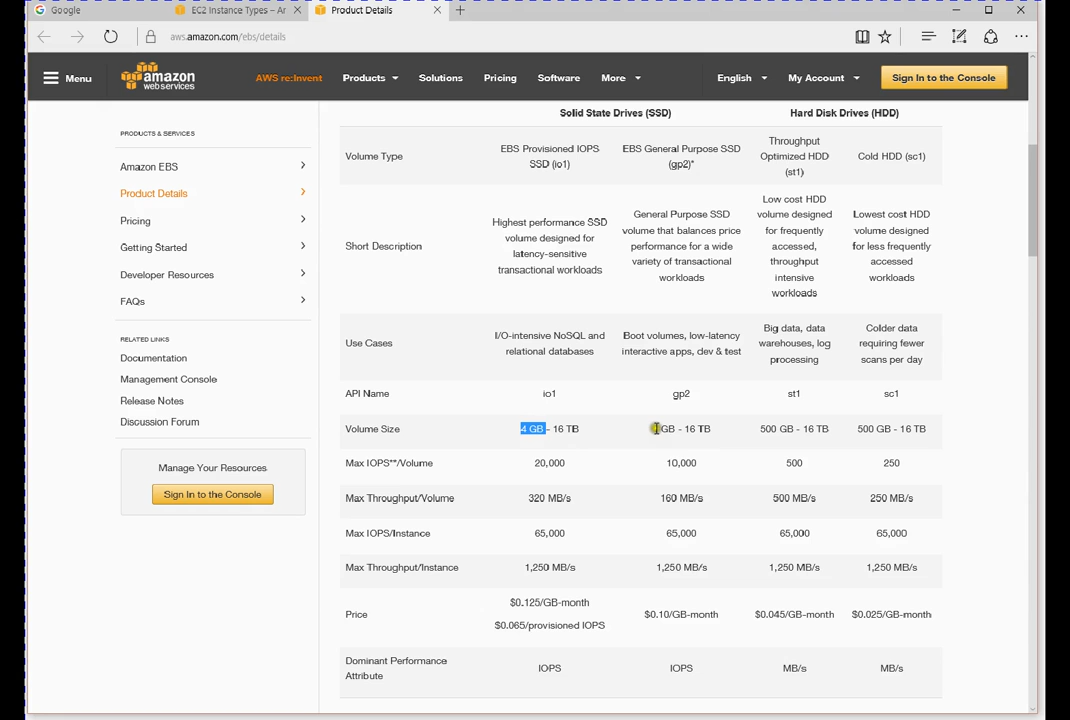 Google
EC2 Instance Types – Ar
Product Details
aws.amazon.com/ebs/details
Menu
amazon
webservices
AWS re:Invent
Products
Solutions
Pricing
Software
More
English
My Account
Sign In to the Console
PRODUCTS & SERVICES
Amazon EBS
Product Details
Pricing
Getting Started
Developer Resources
FAQs
RELATED LINKS
Documentation
Management Console
Release Notes
Discussion Forum
Manage Your Resources
Sign In to the Console
Solid State Drives (SSD)
Hard Disk Drives (HDD)
Volume Type
EBS Provisioned IOPS
SSD (io1)
EBS General Purpose SSD
(gp2)*
Throughput
Optimized HDD
(st1)
Cold HDD (sc1)
Short Description
Highest performance SSD
volume designed for
latency-sensitive
transactional workloads
General Purpose SSD
volume that balances price
performance for a wide
variety of transactional
workloads
Low cost HDD
volume designed
for frequently
accessed,
throughput
intensive
workloads
Lowest cost HDD
volume designed
for less frequently
accessed
workloads
Use Cases
I/O-intensive NoSQL and
relational databases
Boot volumes, low-latency
interactive apps, dev & test
Big data, data
warehouses, log
processing
Colder data
requiring fewer
scans per day
API Name
io1
gp2
st1
sc1
Volume Size
4 GB - 16 TB
GB - 16 TB
500 GB - 16 TB
500 GB - 16 TB
Max IOPS**/Volume
20,000
10,000
500
250
Max Throughput/Volume
320 MB/s
160 MB/s
500 MB/s
250 MB/s
Max IOPS/Instance
65,000
65,000
65,000
65,000
Max Throughput/Instance
1,250 MB/s
1,250 MB/s
1,250 MB/s
1,250 MB/s
Price
$0.125/GB-month
$0.065/provisioned IOPS
$0.10/GB-month
$0.045/GB-month
$0.025/GB-month
Dominant Performance
Attribute
IOPS
IOPS
MB/s
MB/s